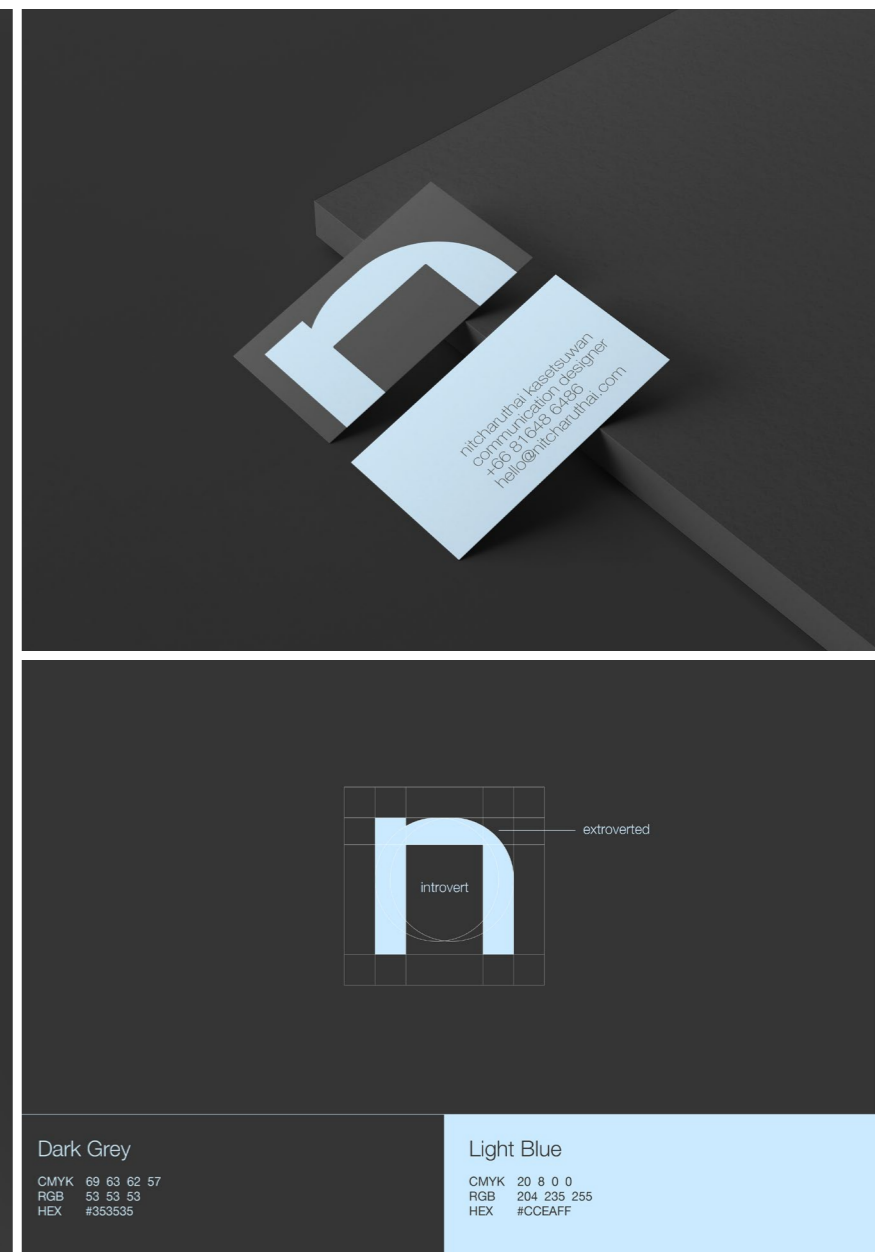 n
nitcharuthai kasetsuwan
communication designer
+66 81648 6486
hello@nitcharuthai.com
n
extroverted
introvert
Dark Grey
CMYK 69 63 62 57
RGB 53 53 53
HEX #353535
Light Blue
CMYK 20 8 0 0
RGB 204 235 255
HEX #CCEAFF